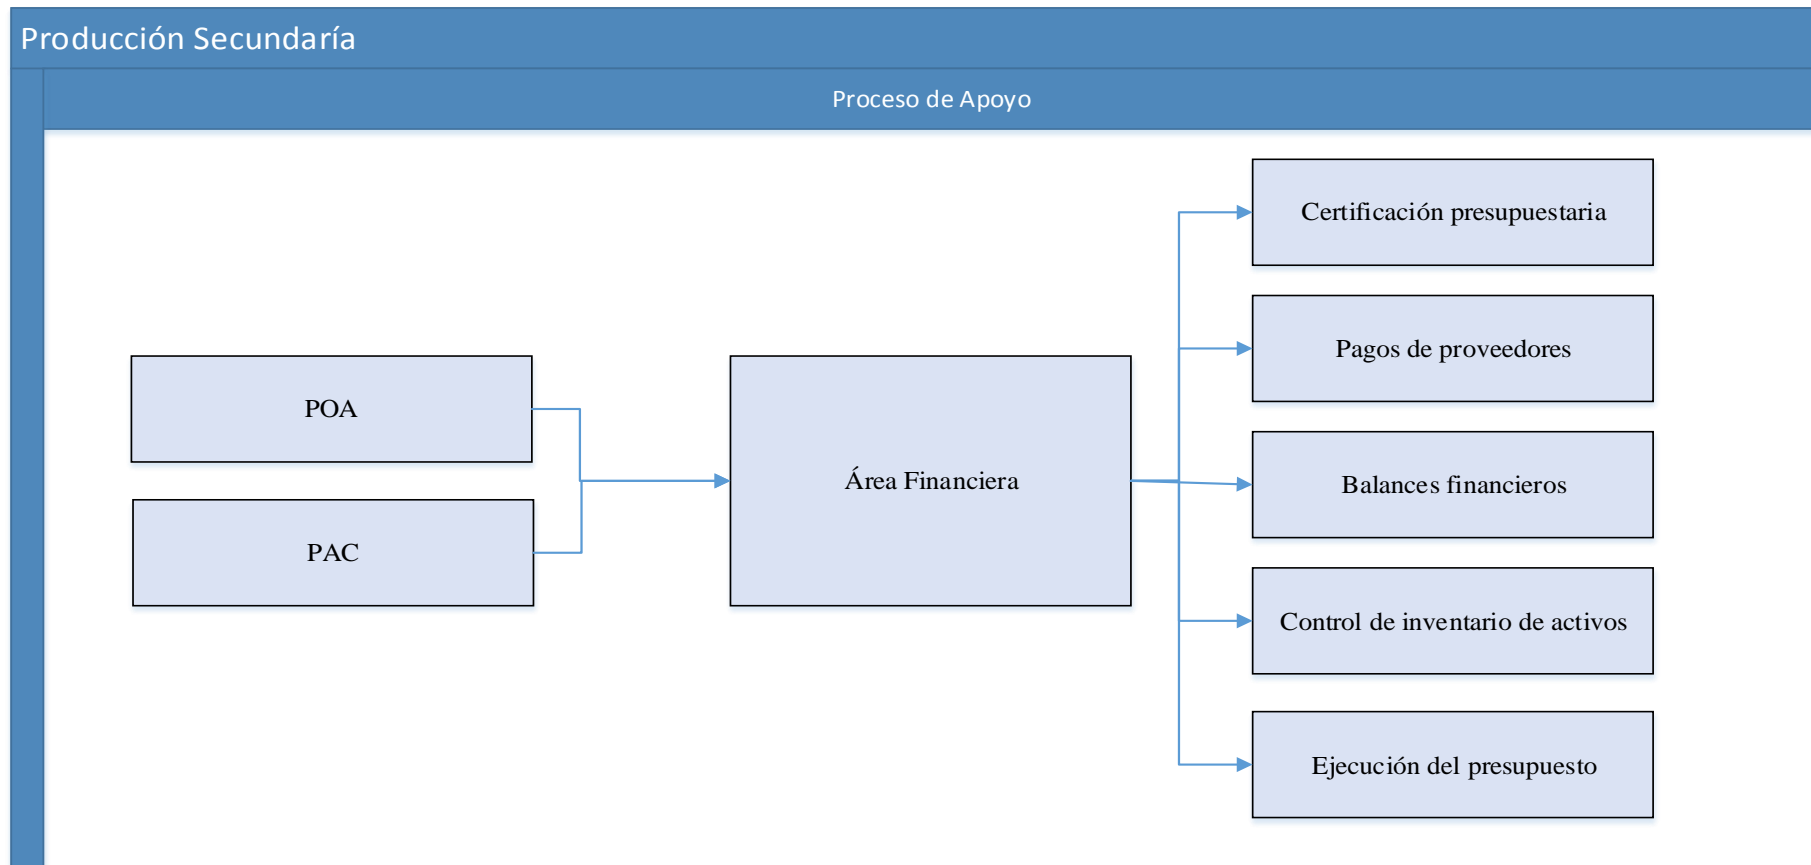 Producción Secundaría
Proceso de Apoyo
POA
PAC
Área Financiera
Certificación presupuestaria
Pagos de proveedores
Balances financieros
Control de inventario de activos
Ejecución del presupuesto